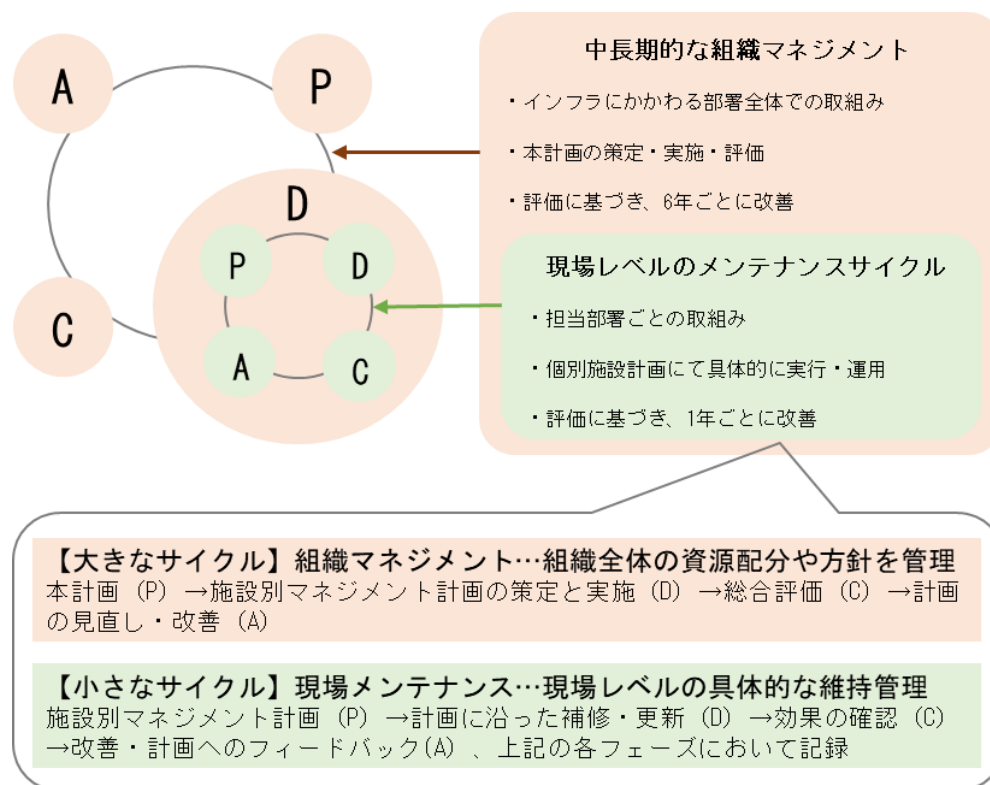 A
P
D
P
D
A
C
C
中長期的な組織マネジメント
・インフラにかかわる部署全体での取組み
・本計画の策定・実施・評価
・評価に基づき、6年ごとに改善
現場レベルのメンテナンスサイクル
・担当部署ごとの取組み
・個別施設計画にて具体的に実行・運用
・評価に基づき、1年ごとに改善
【大きなサイクル】組織マネジメント…組織全体の資源配分や方針を管理
本計画（P）→施設別マネジメント計画の策定と実施（D）→総合評価（C）→計画
の見直し・改善（A）
【小さなサイクル】現場メンテナンス…現場レベルの具体的な維持管理
施設別マネジメント計画（P）→計画に沿った補修・更新（D）→効果の確認（C）
→改善・計画へのフィードバック(A）、上記の各フェーズにおいて記録